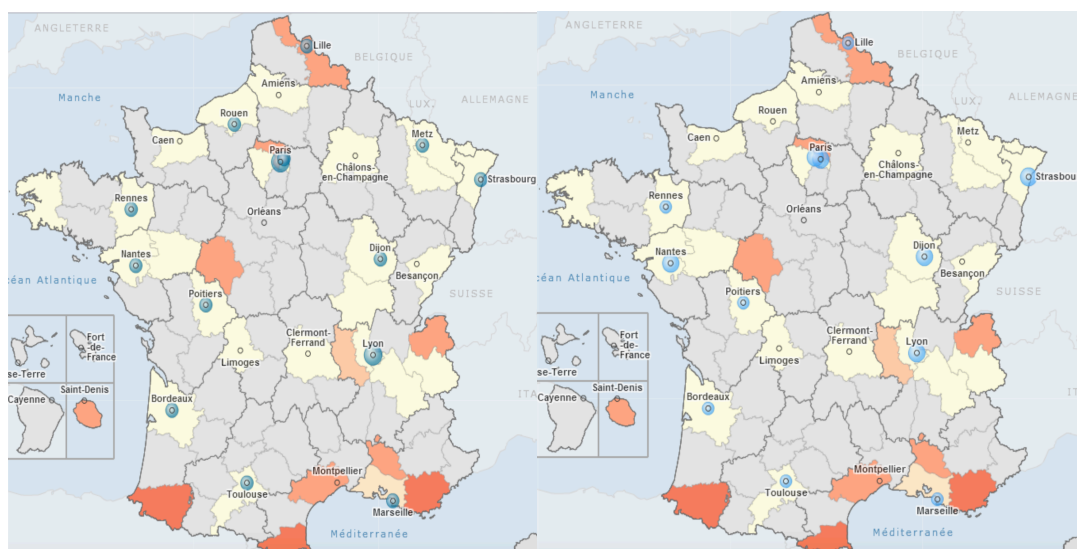 ANGLETERRE
Lille
BELGIQUE
Amiens
Manche
LUX.
ALLEMAGNE
Rouen
Metz
Caen
Paris
Châlons
-en-Champagne
Strasbourg
Rennes
Orléans
Nantes
Dijon
Besançon
céan Atlantique
Poitiers
SUISSE
Fort
-de-
France
Clermont-
Ferrand
Lyon
Limoges
se-Terre
Saint-Denis
Cayenne
ITA
Bordeaux
Montpellier
Toulouse
Marseille
Méditerranée
ANGLETERRE
Lille
BELGIQUE
Amiens
Manche
LUX.
ALLEMAGNE
Rouen
Metz
Caen
Paris
Châlons
-en-Champagne
Strasbou
Rennes
Orléans
Nantes
Dijon
Besançon
céan Atlantique
Poitiers
SUISSE
Fort
-de-
France
Clermont-
Ferrand
Lyon
Limoges
se-Terre
Saint-Denis
Cayenne
IT
Bordeaux
Montpellier
Toulouse
Marseille
Méditerranée